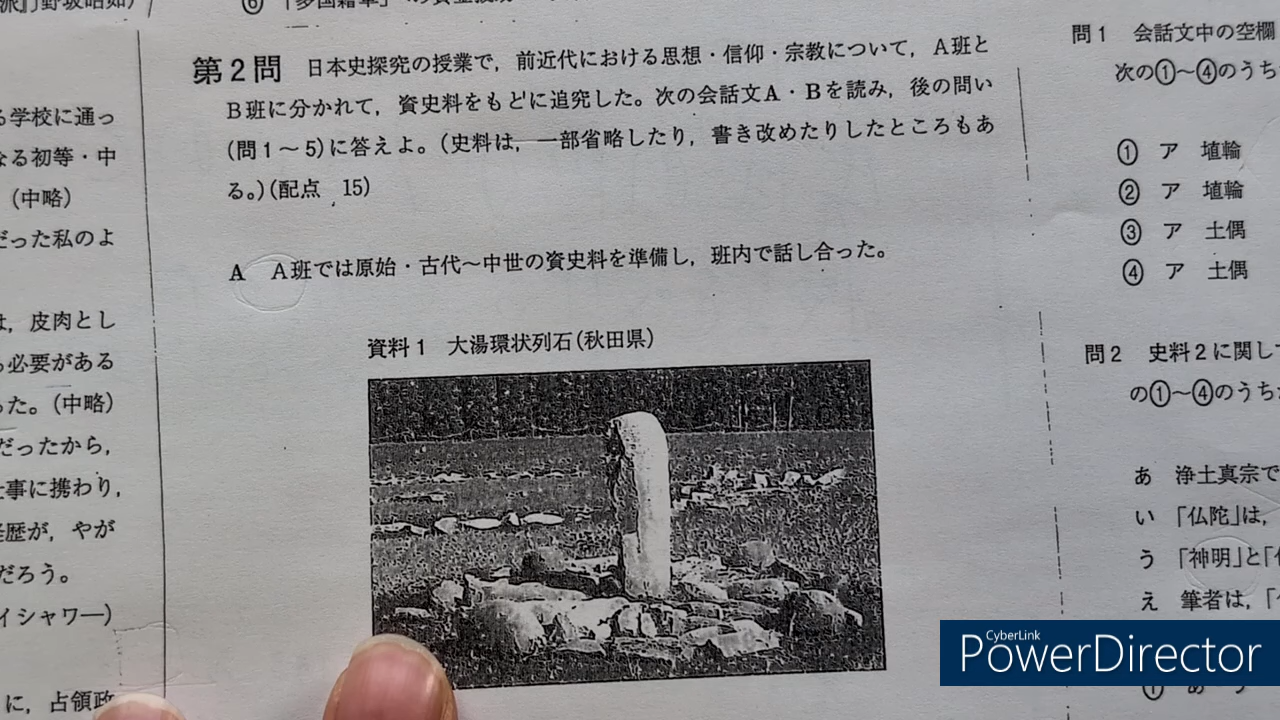 る学校に通っ
なる初等・中
(中略)
だった私のよ
は，皮肉とし
必要がある
った。(中略)
だったから，
仕事に携わり，
経歴が，やが
だろう。
イシャワー)
に，占領政
第2問 日本史探究の授業で，前近代における思想・信仰・宗教について，A班と
B班に分かれて，資史料をもとに追究した。次の会話文A・Bを読み，後の問い
(問1～5)に答えよ。(史料は，一部省略したり，書き改めたりしたところもあ
る。)(配点 15)
A A班では原始・古代～中世の資史料を準備し，班内で話し合った。
資料1 大湯環状列石(秋田県)
問1 会話文中の空欄
次の①～④のうち
① ア 埴輪
② ア 埴輪
③ ア 土偶
④ ア 土偶
問2 史料2に関して
の①～④のうち
あ 浄土真宗で
い 「仏陀」は，
う 「神明」と「
え 筆者は，「
CyberLink
PowerDirector